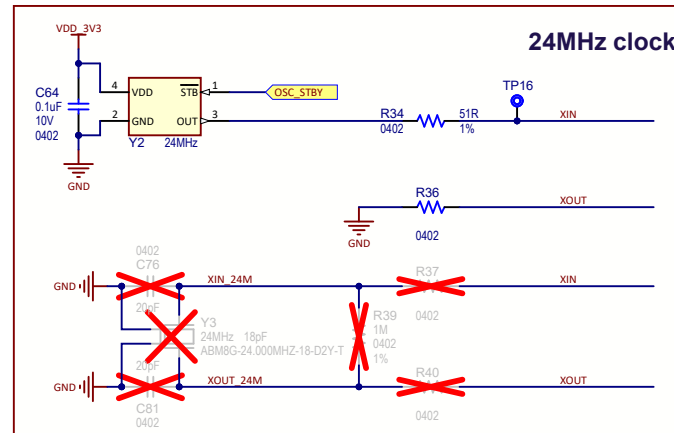 VDD_3V3
24MHz clock
C64
0.1uF
10V
0402
4
VDD
STB
1
OSC_STBY
2
GND
OUT
3
Y2
24MHz
GND
R34
0402
51R
1%
TP16
XIN
R36
0402
GND
XOUT
0402
C76
20pF
GND
XIN_24M
R37
0402
XIN
Y3
24MHz 18pF
ABM8G-24.000MHZ-18-D2Y-T
R39
1M
0402
1%
20pF
GND
C81
0402
XOUT_24M
R40
0402
XOUT